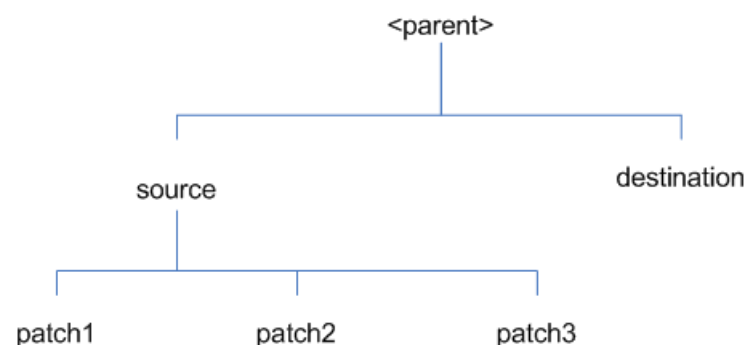 <parent>
source
destination
patch1
patch2
patch3